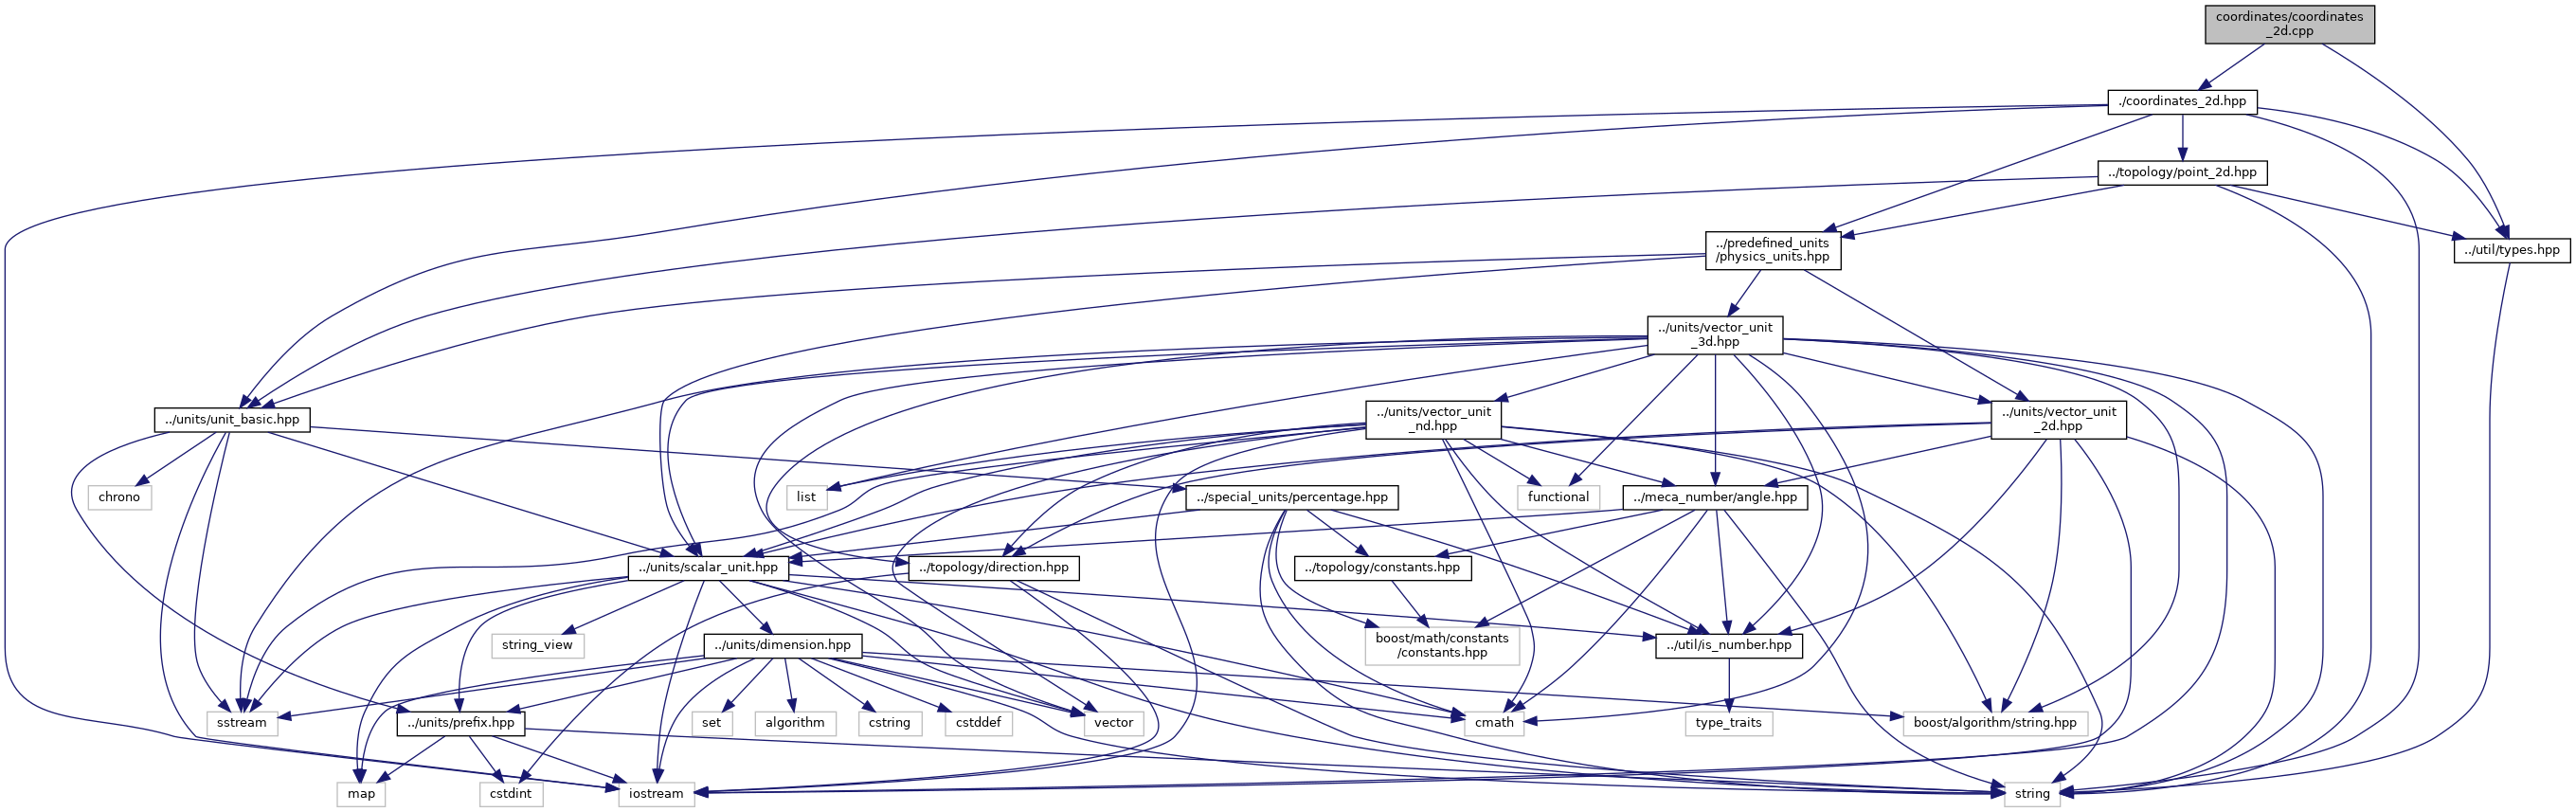 coordinates/coordinates
_2d.cpp
./coordinates_2d.hpp
../topology/point_2d.hpp
../predefined_units
/physics_units.hpp
../util/types.hpp
../units/vector_unit
_3d.hpp
../units/unit_basic.hpp
../units/vector_unit
_nd.hpp
../units/vector_unit
_2d.hpp
chrono
list
../special_units/percentage.hpp
functional
../meca_number/angle.hpp
../units/scalar_unit.hpp
../topology/direction.hpp
../topology/constants.hpp
string_view
../units/dimension.hpp
boost/math/constants
/constants.hpp
../util/is_number.hpp
sstream
../units/prefix.hpp
set
algorithm
cstring
cstddef
vector
cmath
type_traits
boost/algorithm/string.hpp
map
cstdint
iostream
string